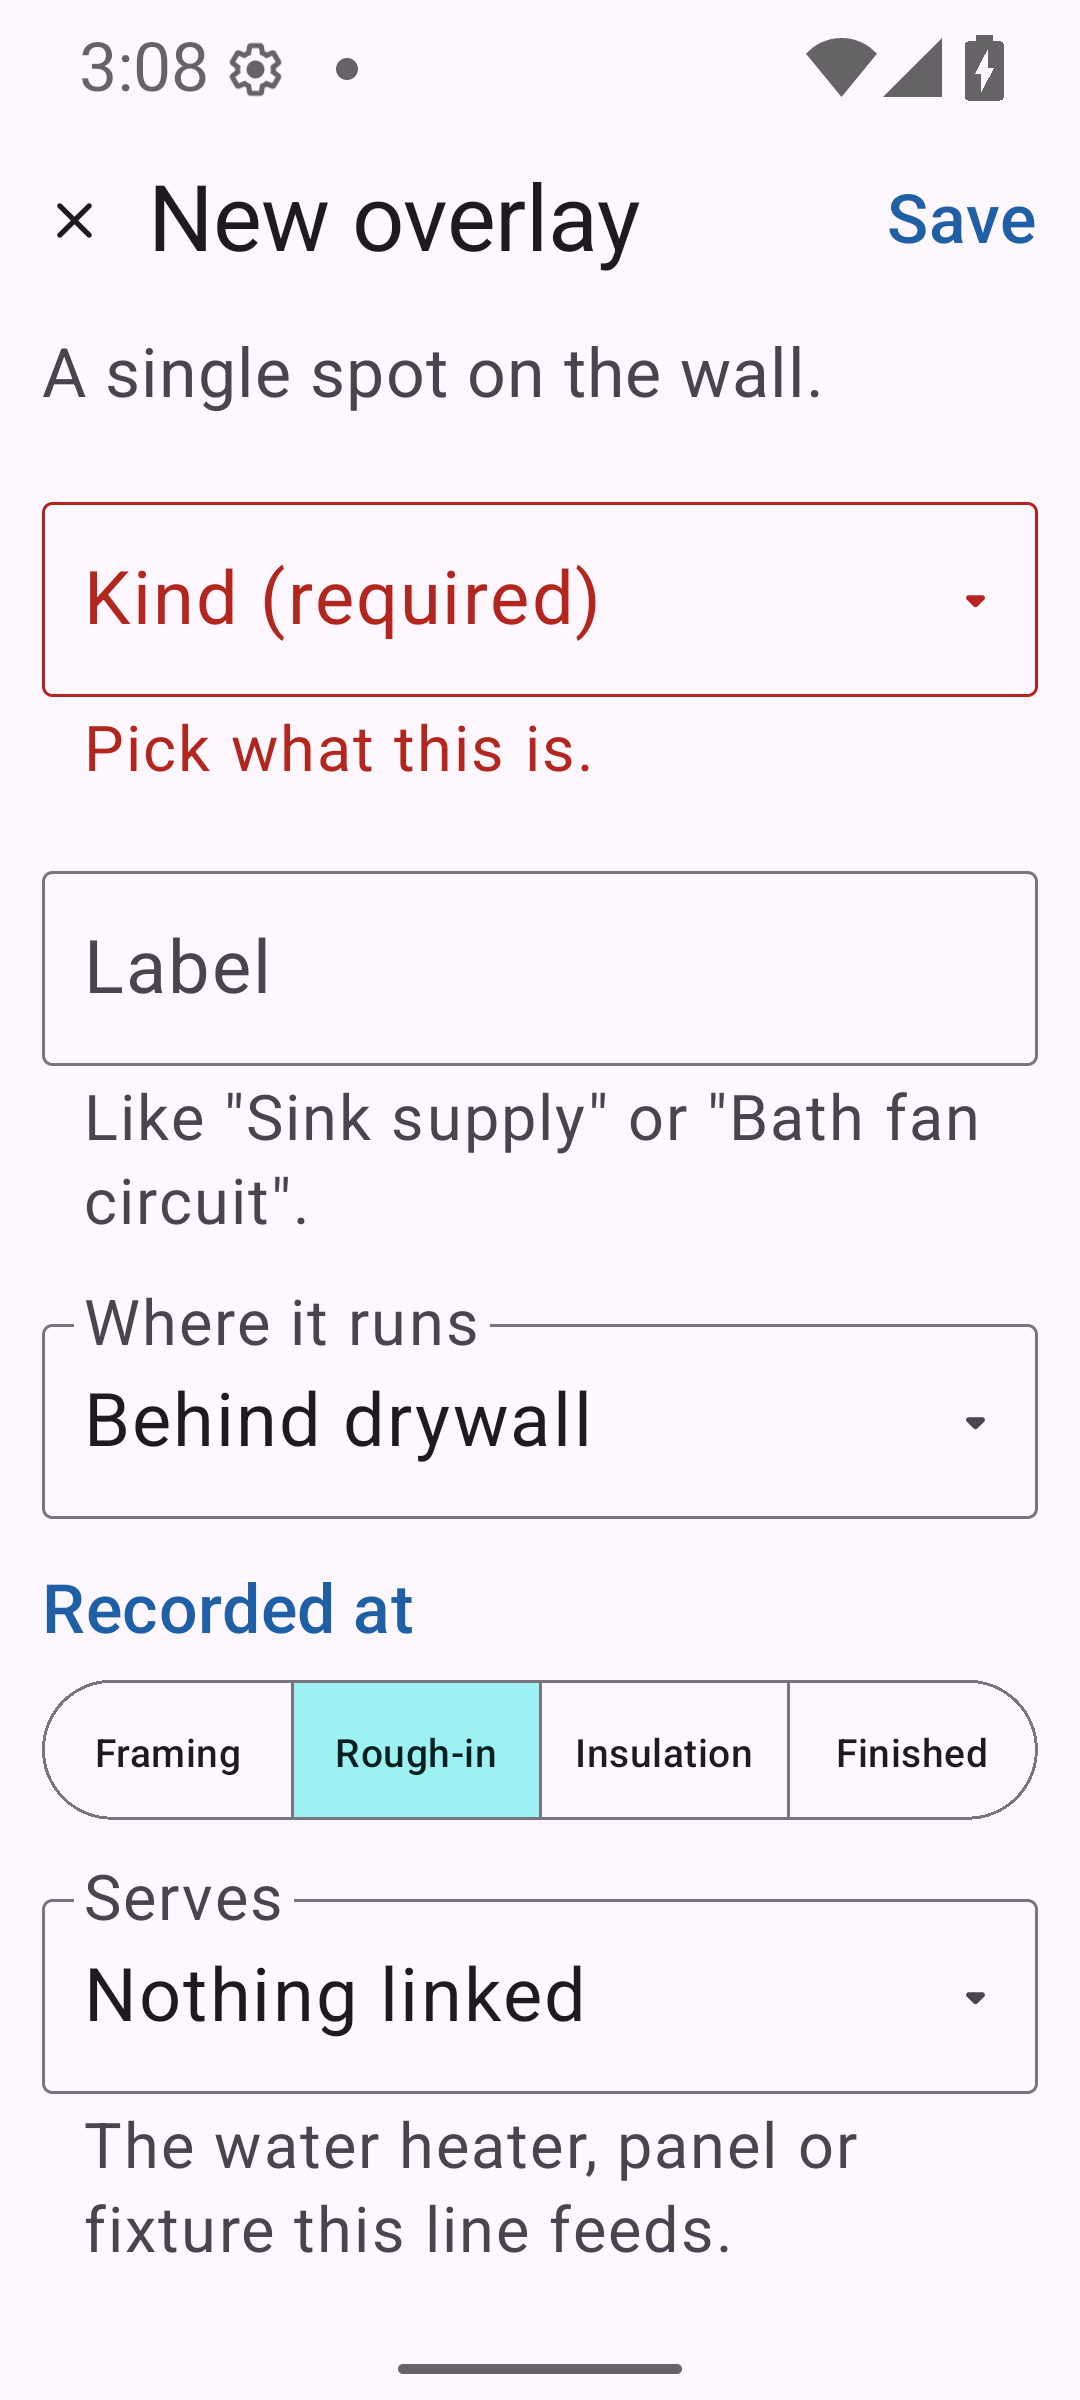 3:08
New overlay
Save
A single spot on the wall.
Kind (required)
Pick what this is.
Label
Like "Sink supply" or "Bath fan
circuit".
Where it runs
Behind drywall
Recorded at
Framing
Rough-in
Insulation
Finished
Serves
Nothing linked
The water heater, panel or
fixture this line feeds.